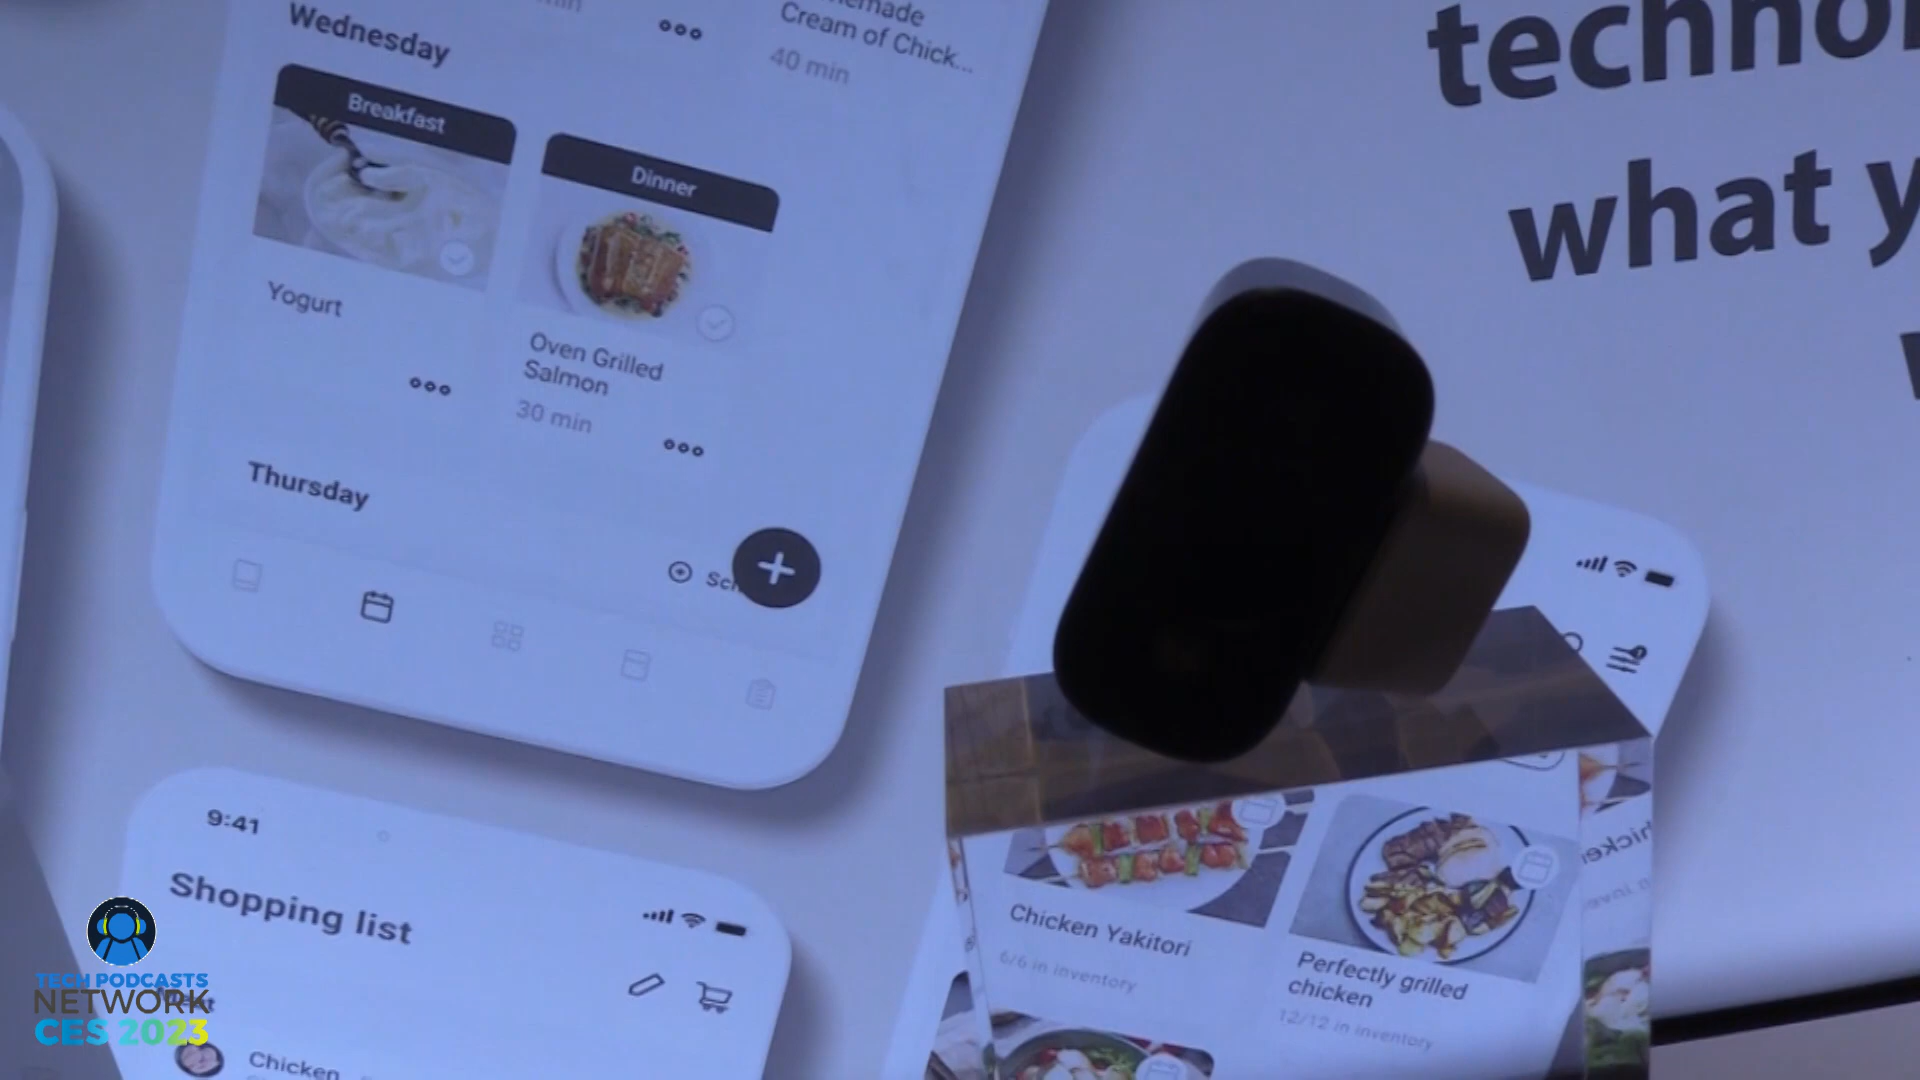 Wednesday
Cream of Chick...
40 min
Breakfast
Dinner
Yogurt
Oven Grilled
Salmon
30 min
Thursday
9:41
Shopping list
Chicken
what
Chicken Yakitori
6/6 in inventory
Perfectly grilled
chicken
12/12 in inventory
TECH PODCASTS
NETWORK
CES 2023